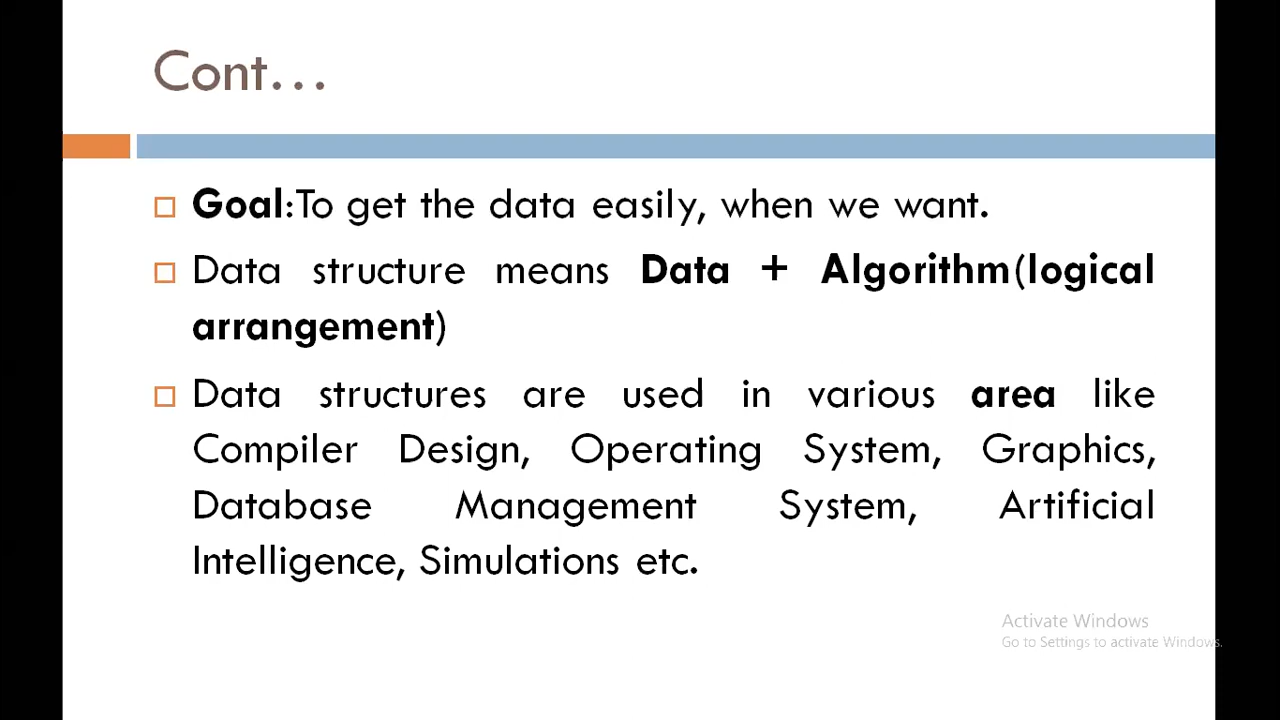 Cont...
Goal:To get the data easily, when we want.
Data structure means Data + Algorithm(logical
arrangement)
Data structures are used in various area like
Compiler Design, Operating System, Graphics,
Database Management System, Artificial
Intelligence, Simulations etc.
Activate Windows
Go to Settings to activate Windows.